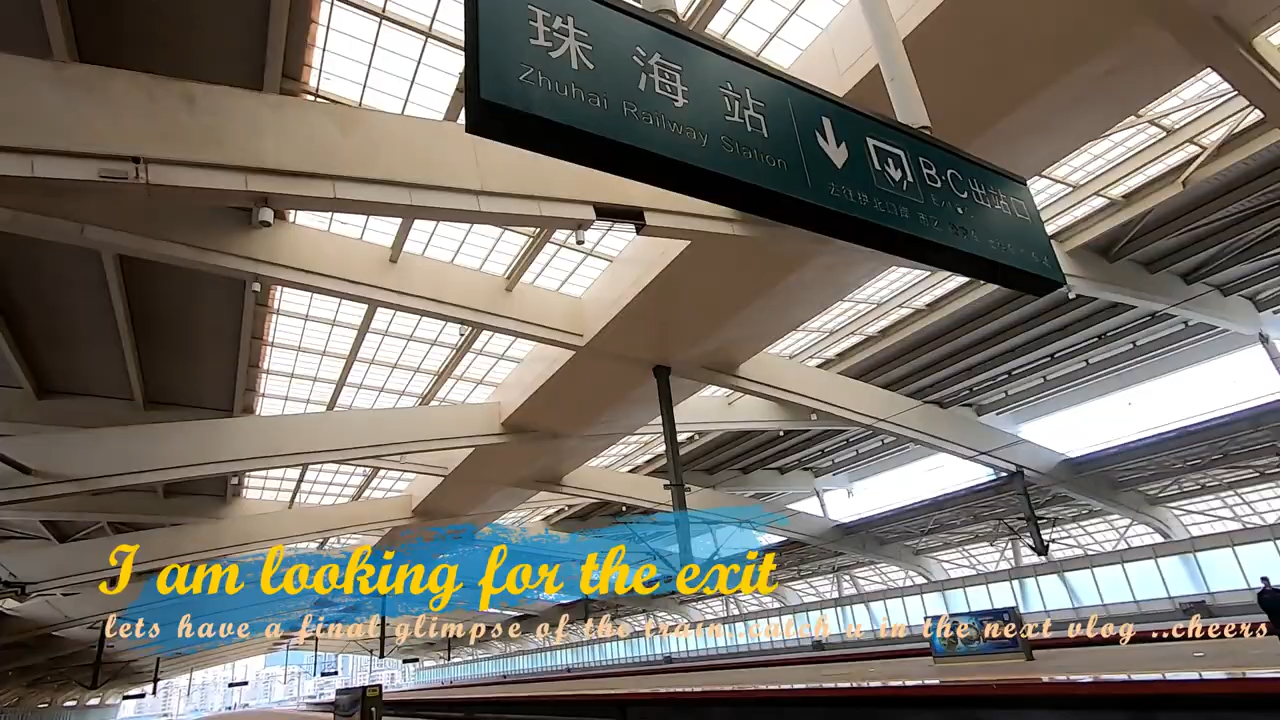 珠海站
Zhuhai Railway Station
B·C出站口
I am looking for the exit
lets have a final glimpse of the train..catch u in the next vlog ..cheers